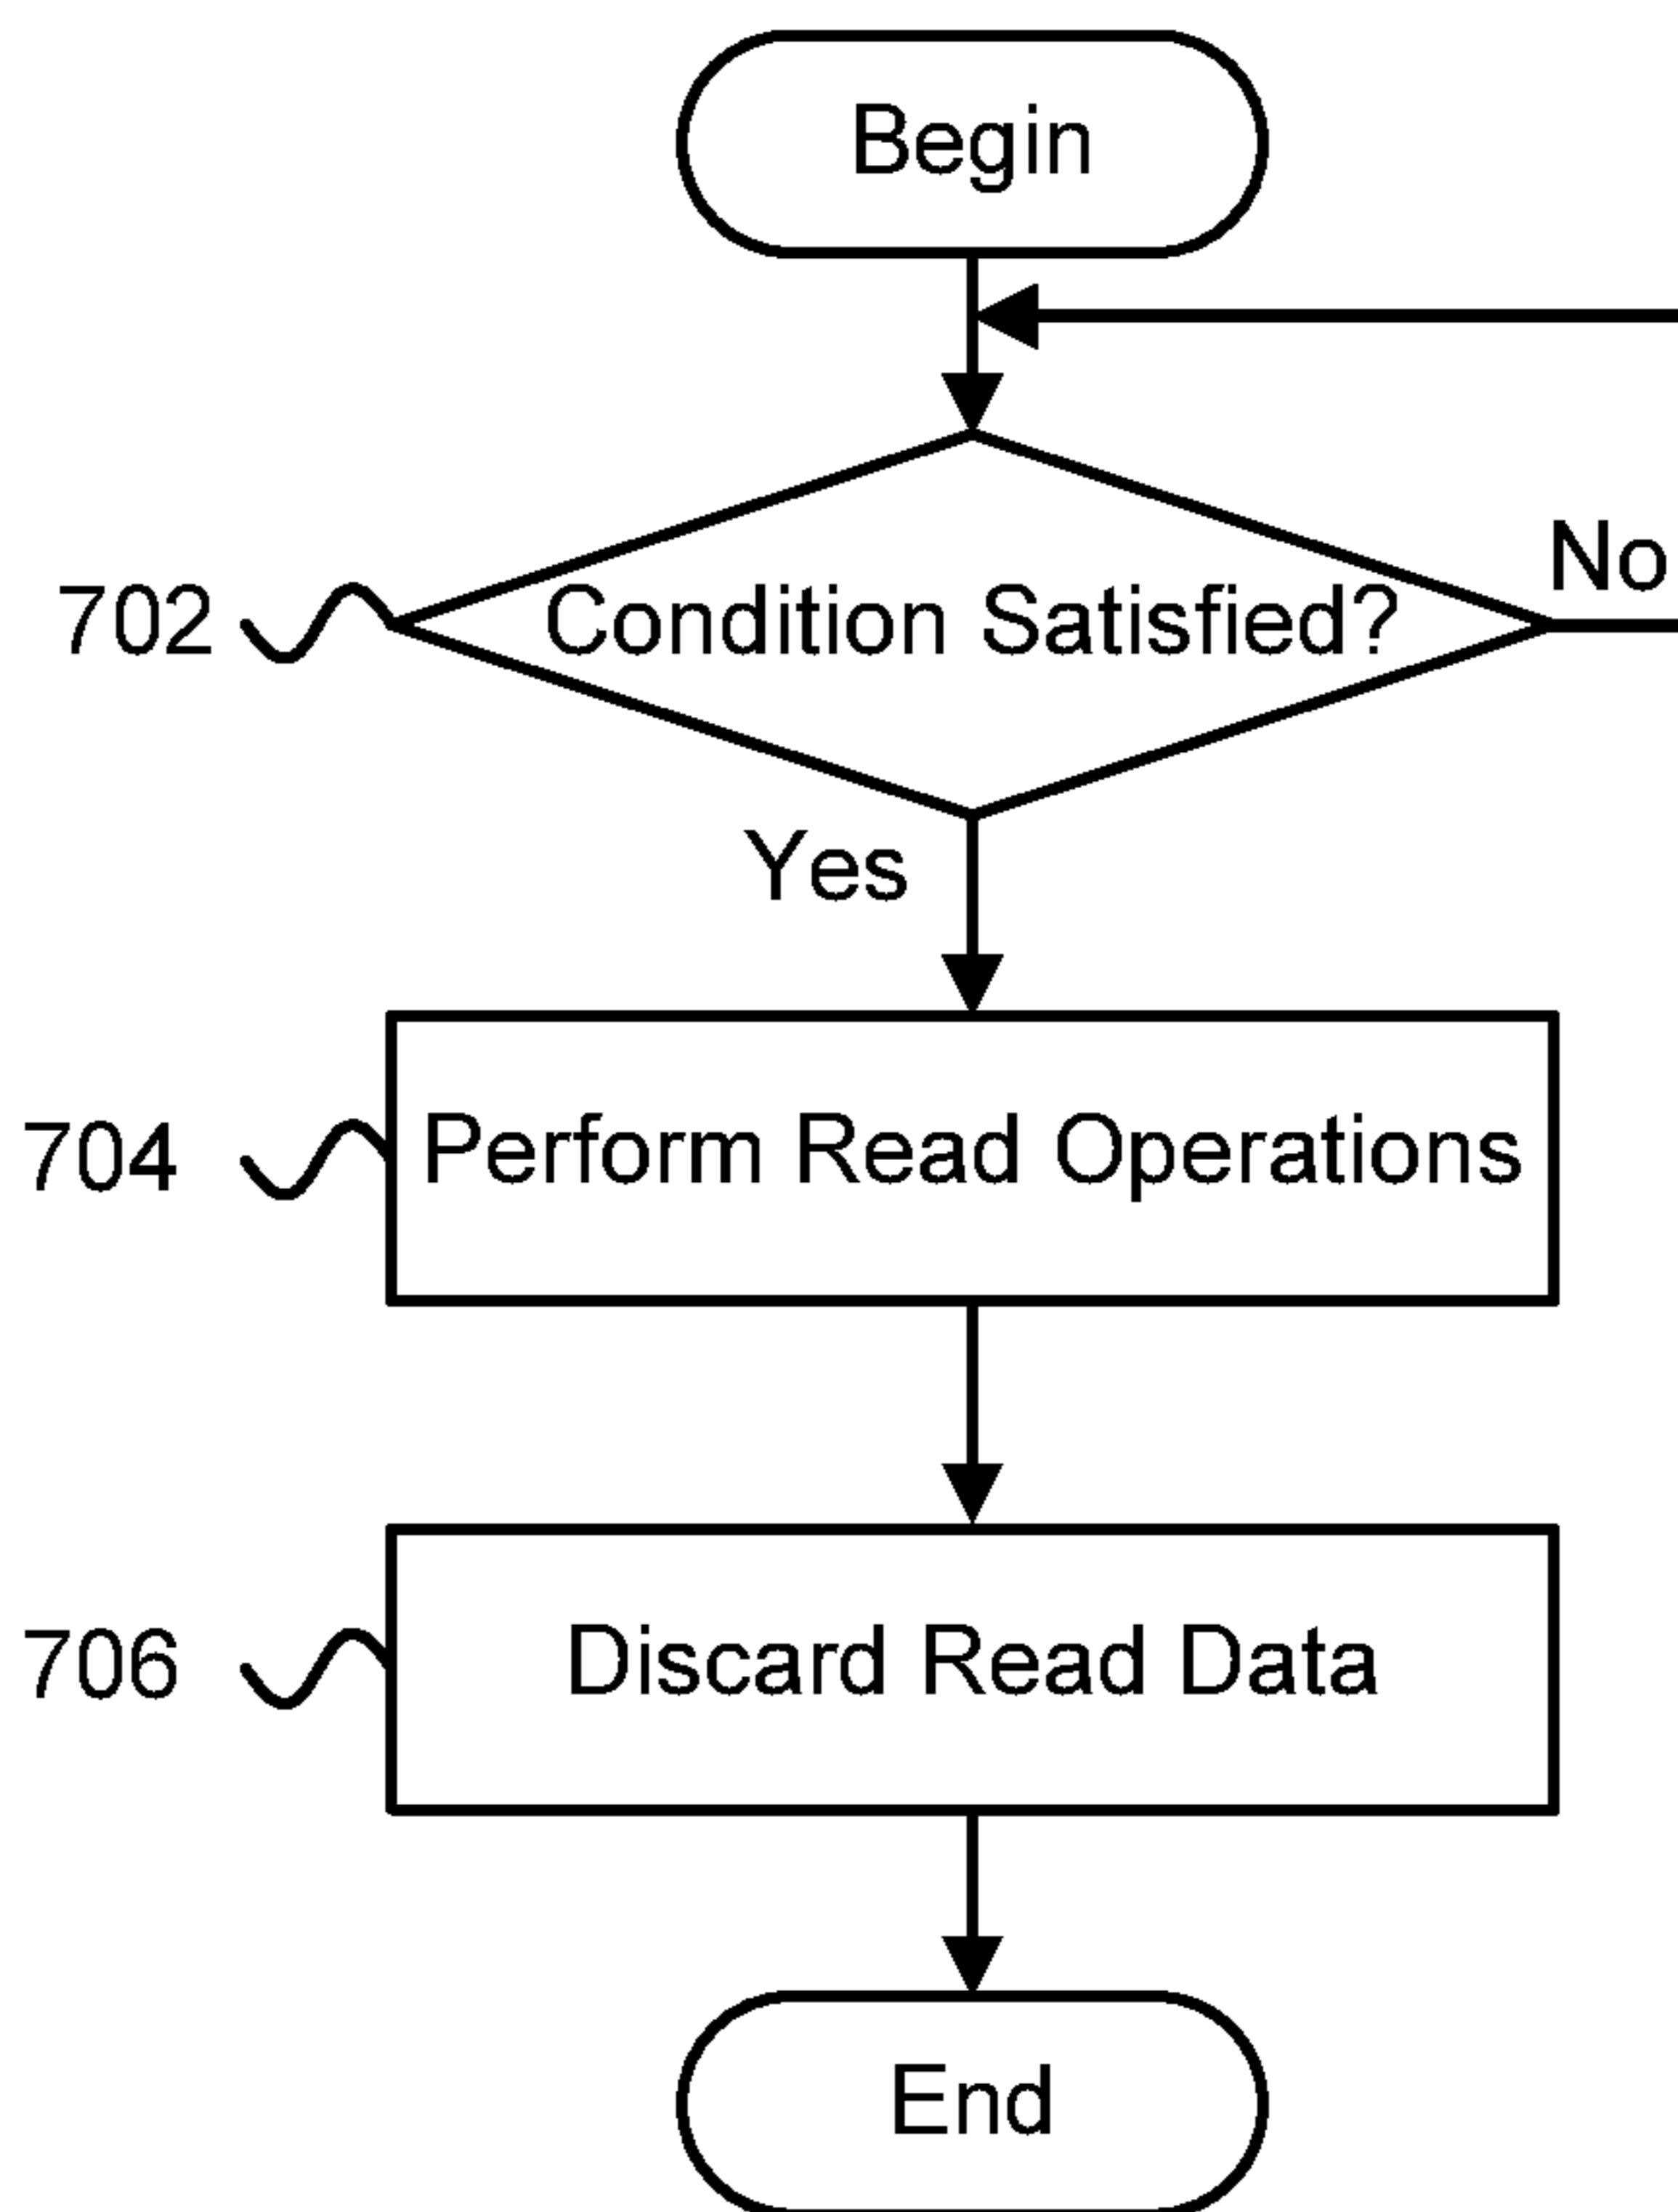 Begin
No
702
Condition Satisfied?
Yes
704
Perform Read Operations
706
Discard Read Data
End